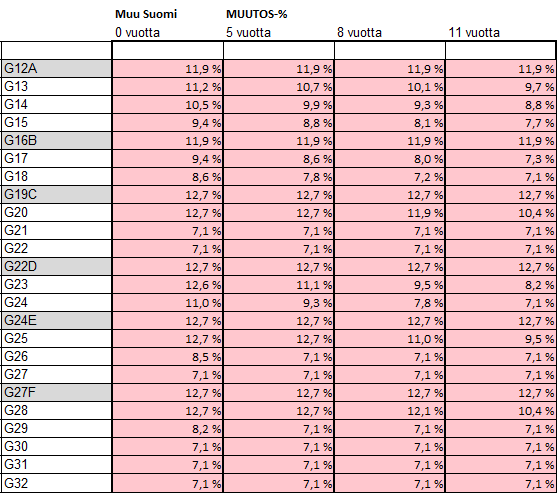 Muu Suomi MUUTOS-%
0 vuotta 5 vuotta 8 vuotta 11 vuotta
G12A 11,9 % 11,9 % 11,9 % 11,9 %
G13 11,2 % 10,7 % 10,1 % 9,7 %
G14 10,5 % 9,9 % 9,3 % 8,8 %
G15 9,4 % 8,8 % 8,1 % 7,7 %
G16B 11,9 % 11,9 % 11,9 % 11,9 %
G17 9,4 % 8,6 % 8,0 % 7,3 %
G18 8,6 % 7,8 % 7,2 % 7,1 %
G19C 12,7 % 12,7 % 12,7 % 12,7 %
G20 12,7 % 12,7 % 11,9 % 10,4 %
G21 7,1 % 7,1 % 7,1 % 7,1 %
G22 7,1 % 7,1 % 7,1 % 7,1 %
G22D 12,7 % 12,7 % 12,7 % 12,7 %
G23 12,6 % 11,1 % 9,5 % 8,2 %
G24 11,0 % 9,3 % 7,8 % 7,1 %
G24E 12,7 % 12,7 % 12,7 % 12,7 %
G25 12,7 % 12,7 % 11,0 % 9,5 %
G26 8,5 % 7,1 % 7,1 % 7,1 %
G27 7,1 % 7,1 % 7,1 % 7,1 %
G27F 12,7 % 12,7 % 12,7 % 12,7 %
G28 12,7 % 12,7 % 12,1 % 10,4 %
G29 8,2 % 7,1 % 7,1 % 7,1 %
G30 7,1 % 7,1 % 7,1 % 7,1 %
G31 7,1 % 7,1 % 7,1 % 7,1 %
G32 7,1 % 7,1 % 7,1 % 7,1 %